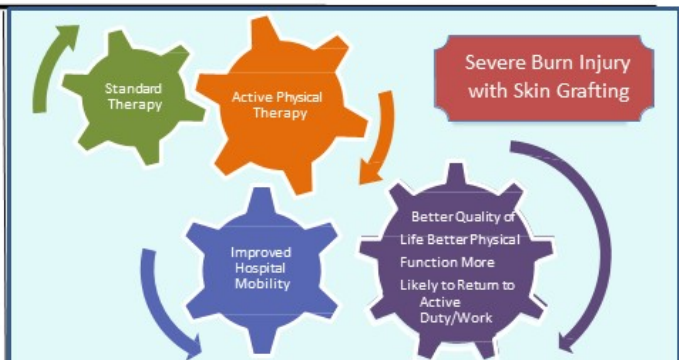 Severe Burn Injury
with Skin Grafting
Standard
Therapy
Active Physical
Therapy
Improved
Hospital
Mobility
Better Quality of
Life Better Physical
Function More
Likely to Return to
Active
Duty/Work